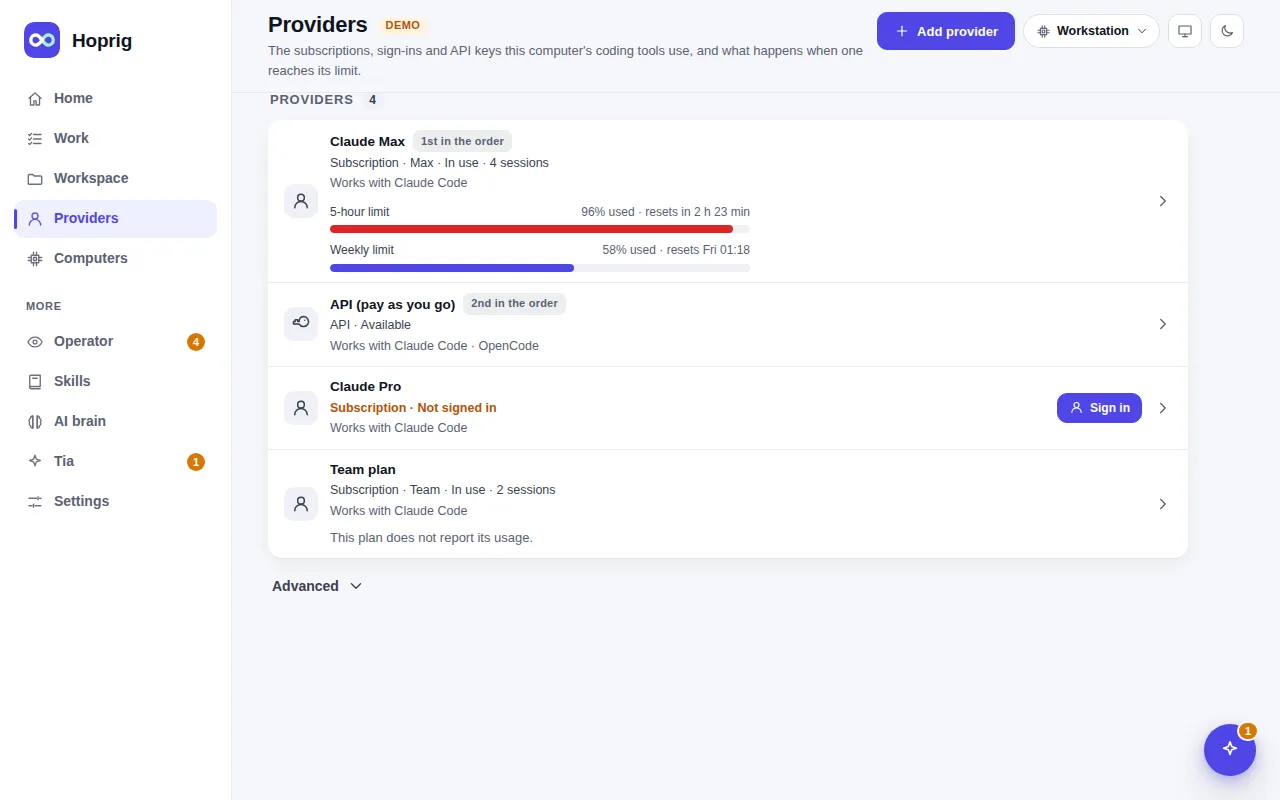 Hoprig
Home
Work
Workspace
Providers
Computers
MORE
Operator 4
Skills
AI brain
Tia 1
Settings
Providers DEMO
The subscriptions, sign-ins and API keys this computer's coding tools use, and what happens when one
reaches its limit.
Add provider
Workstation
PROVIDERS 4
Claude Max 1st in the order
Subscription · Max · In use · 4 sessions
Works with Claude Code
5-hour limit 96% used · resets in 2 h 23 min
Weekly limit 58% used · resets Fri 01:18
API (pay as you go) 2nd in the order
API · Available
Works with Claude Code · OpenCode
Claude Pro
Subscription · Not signed in
Works with Claude Code
Sign in
Team plan
Subscription · Team · In use · 2 sessions
Works with Claude Code
This plan does not report its usage.
Advanced
1